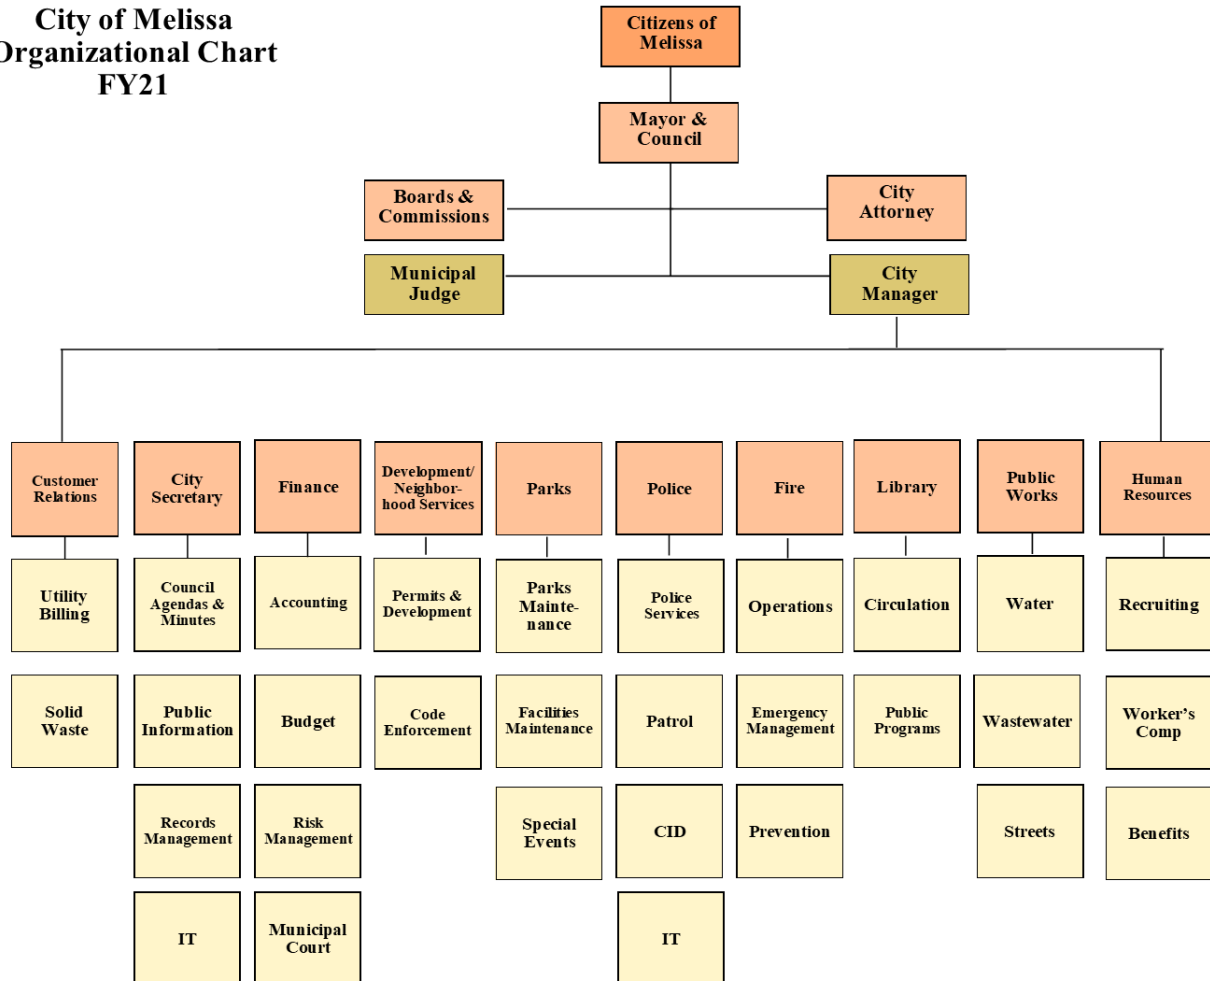 City of Melissa
Organizational Chart
FY21
Citizens of
Melissa
Mayor &
Council
Boards &
Commissions
City
Attorney
Municipal
Judge
City
Manager
Customer
Relations
City
Secretary
Finance
Development/
Neighbor-
hood Services
Parks
Police
Fire
Library
Public
Works
Human
Resources
Utility
Billing
Council
Agendas &
Minutes
Accounting
Permits &
Development
Parks
Mainte-
nance
Police
Services
Operations
Circulation
Water
Recruiting
Solid
Waste
Public
Information
Budget
Code
Enforcement
Facilities
Maintenance
Patrol
Emergency
Management
Public
Programs
Wastewater
Worker’s
Comp
Records
Management
Risk
Management
Special
Events
CID
Prevention
Streets
Benefits
IT
Municipal
Court
IT